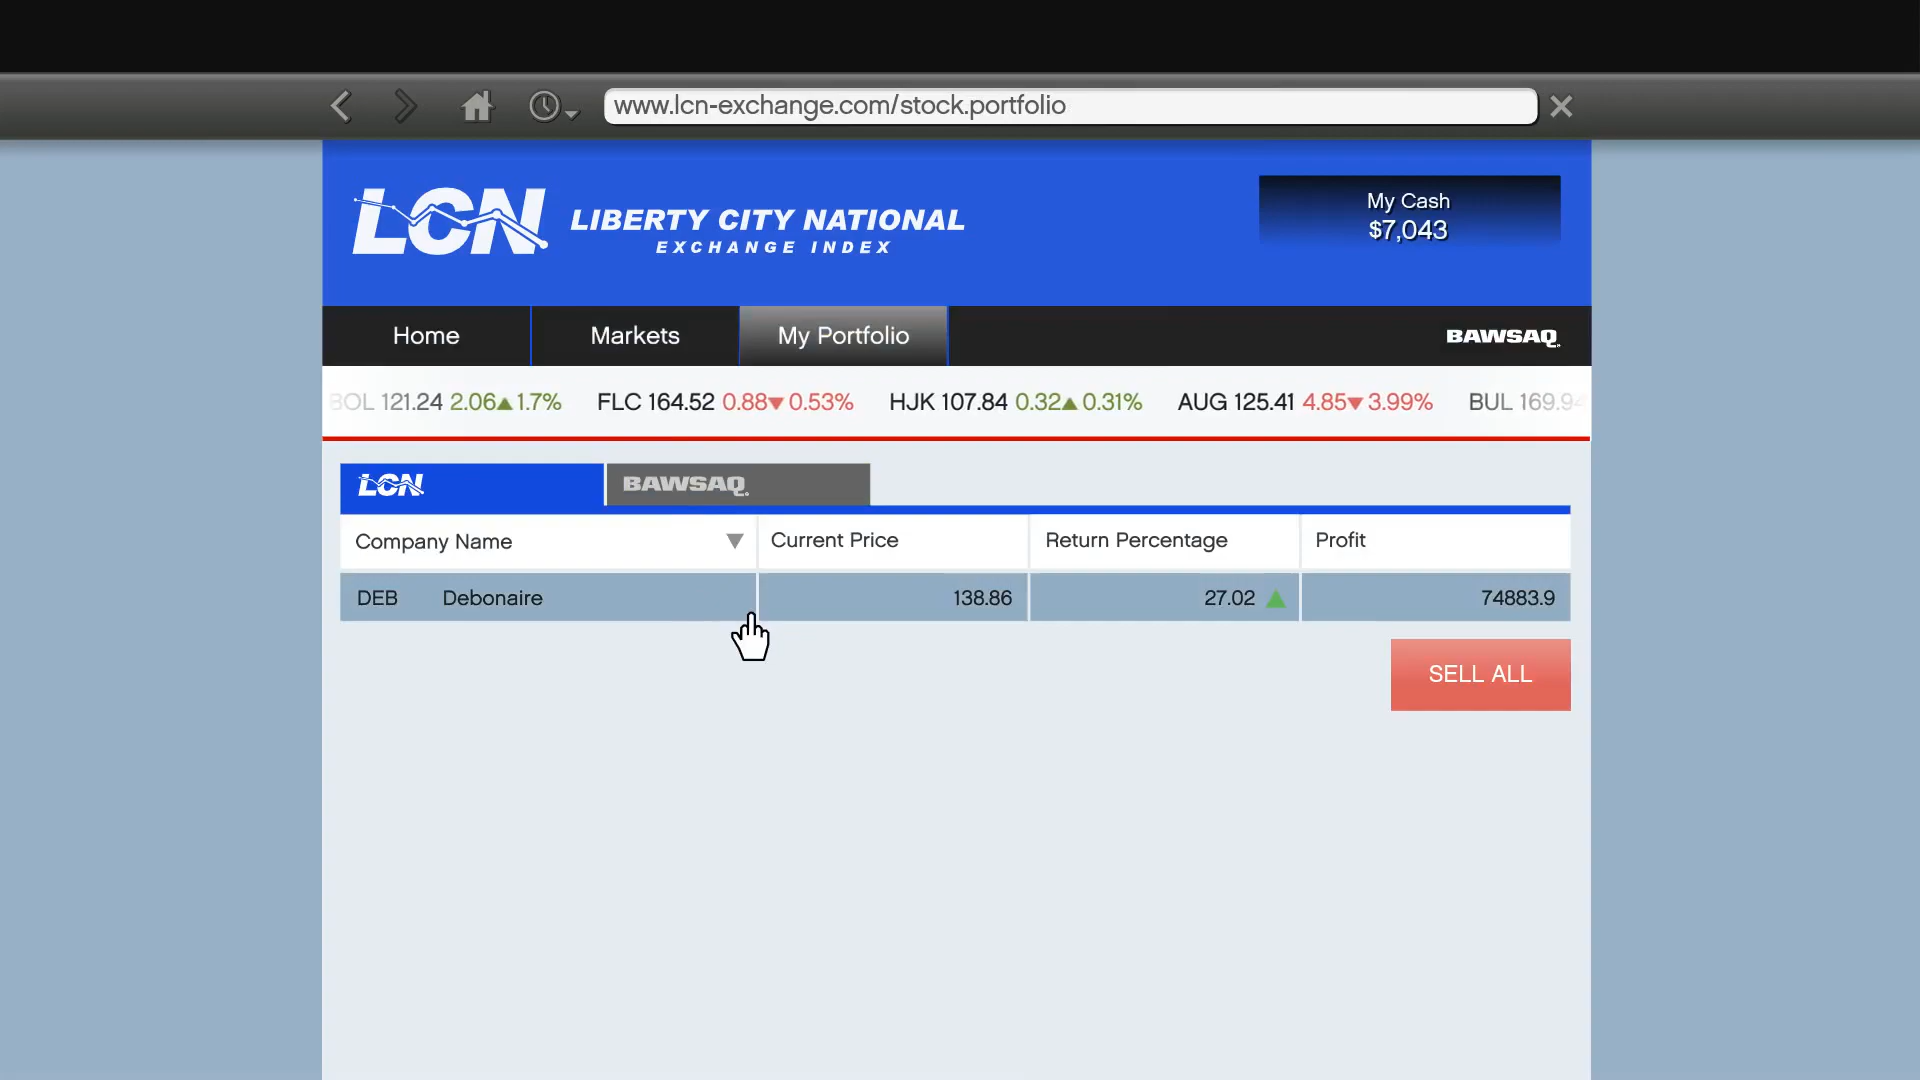 www.lcn-exchange.com/stock.portfolio
LCN LIBERTY CITY NATIONAL
EXCHANGE INDEX
My Cash
$7,043
Home Markets My Portfolio BAWSAQ
BOL 121.24 2.06▲1.7% FLC 164.52 0.88▼0.53% HJK 107.84 0.32▲0.31% AUG 125.41 4.85▼3.99% BUL 169.94
LCN BAWSAQ
Company Name ▼ Current Price Return Percentage Profit
DEB Debonaire 138.86 27.02 ▲ 74883.9
SELL ALL